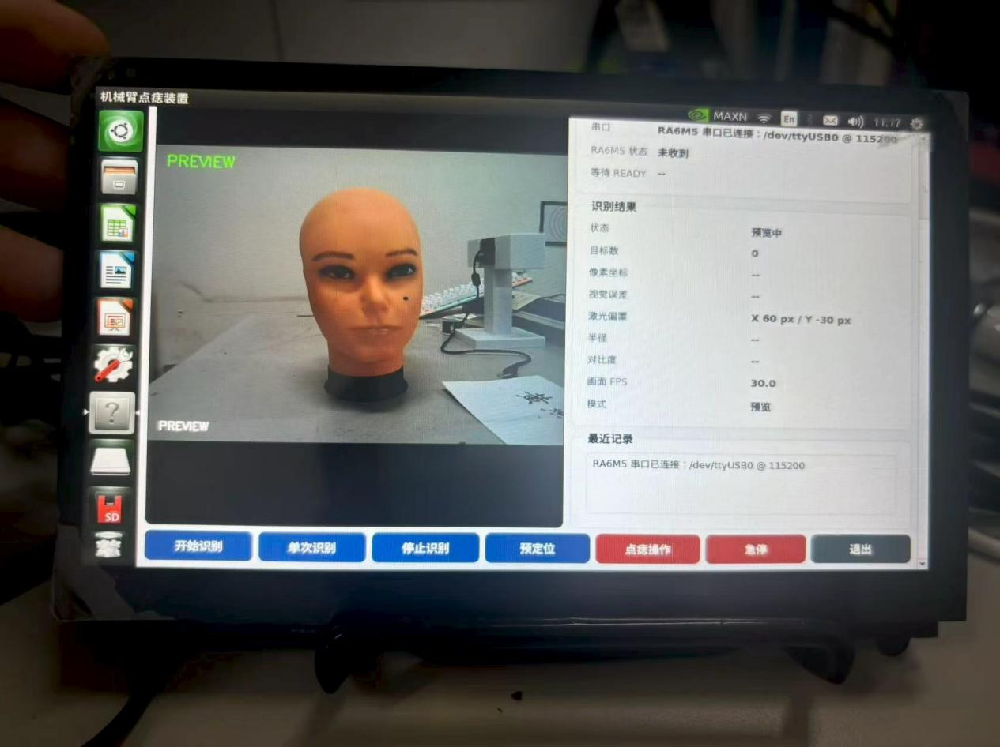 机械臂点痣装置
MAXN
En
11:17
PREVIEW
PREVIEW
串口
RA6M5 串口已连接：/dev/ttyUSB0 @ 115200
RA6M5 状态
未收到
等待 READY
--
识别结果
状态
预览中
目标数
0
像素坐标
--
视觉误差
--
激光偏置
X 60 px / Y -30 px
半径
--
对比度
--
画面 FPS
30.0
模式
预览
最近记录
RA6M5 串口已连接：/dev/ttyUSB0 @ 115200
SD
开始识别
单次识别
停止识别
预定位
点痣操作
急停
退出